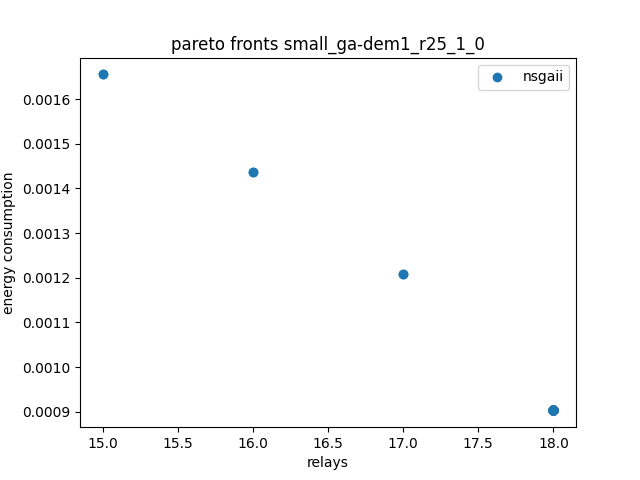 pareto fronts small_ga-dem1_r25_1_0
nsgaii
energy consumption
0.0016
0.0015
0.0014
0.0013
0.0012
0.0011
0.0010
0.0009
15.0 15.5 16.0 16.5 17.0 17.5 18.0
relays